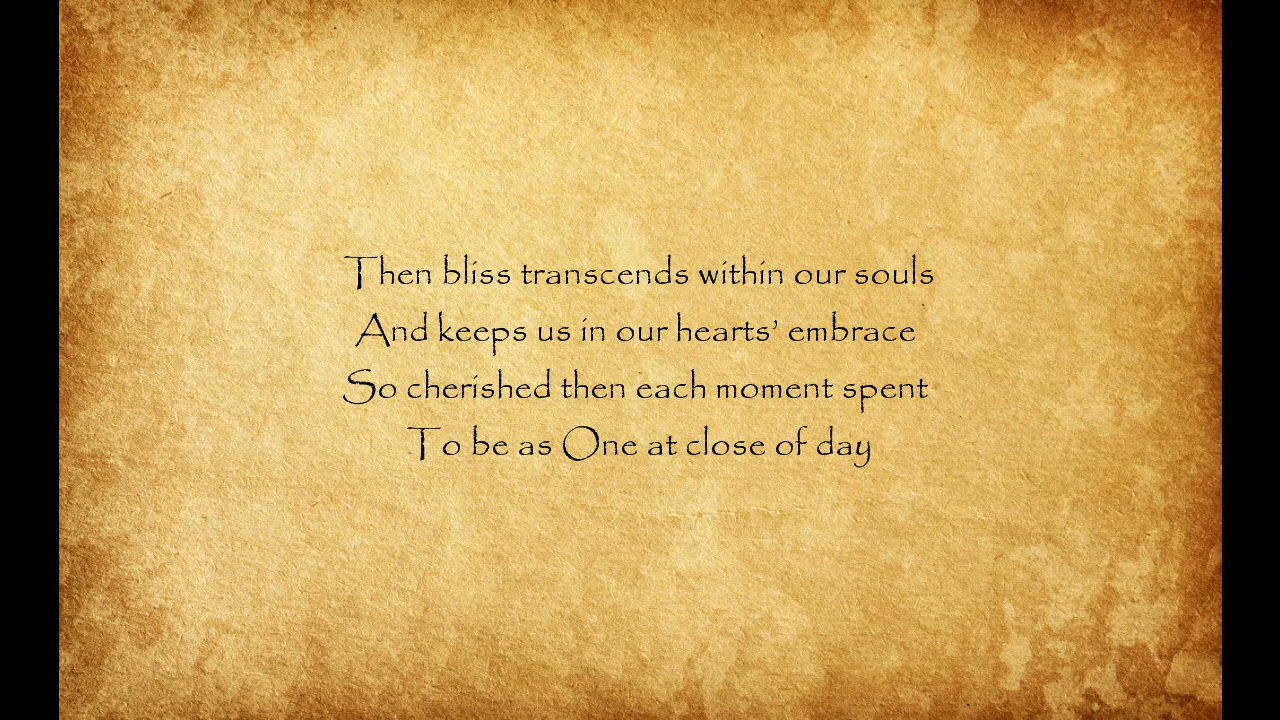 Then bliss transcends within our souls
And keeps us in our hearts’ embrace
So cherished then each moment spent
To be as One at close of day